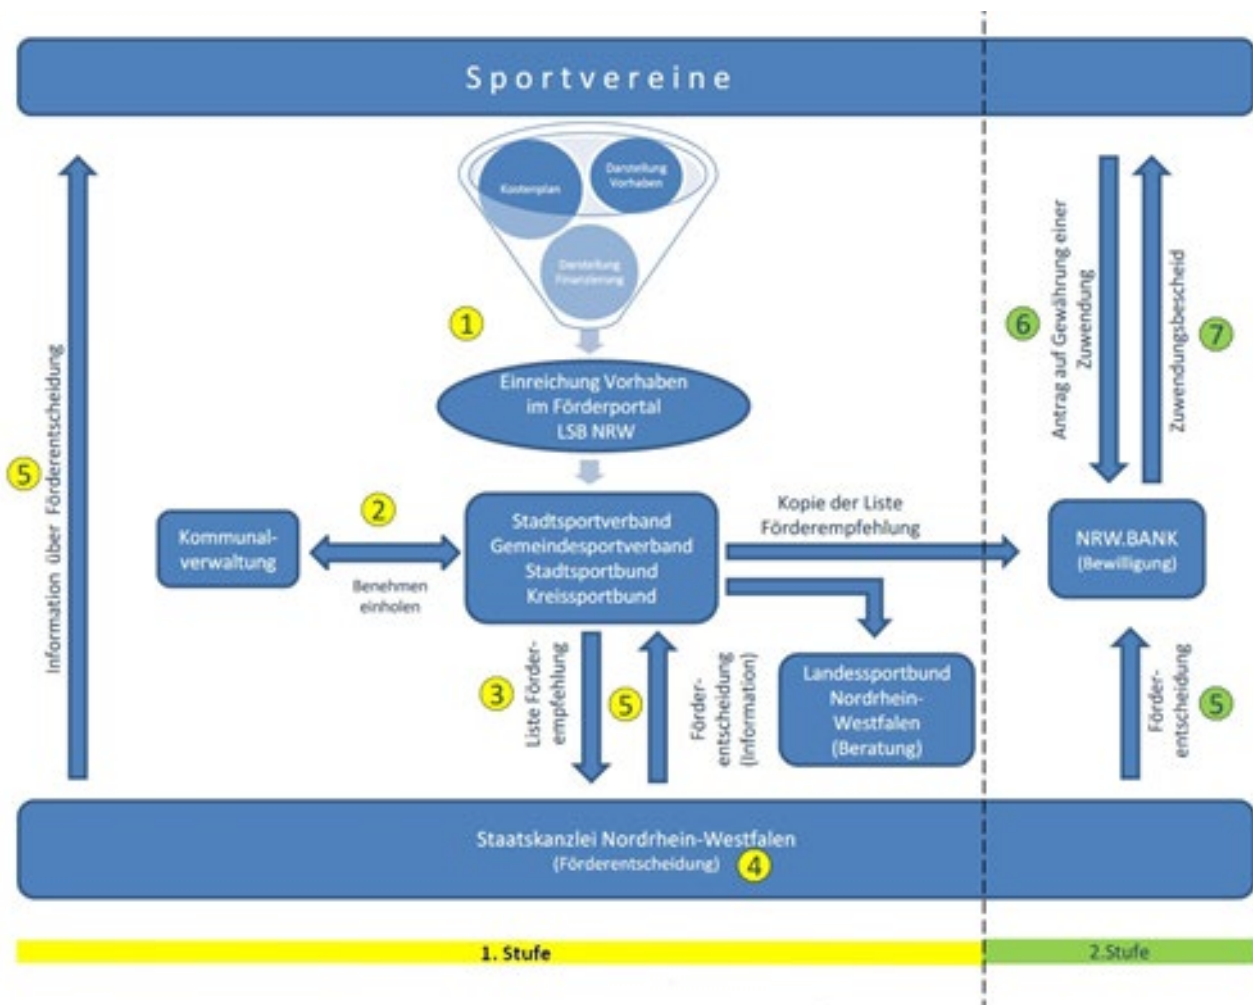 Sportvereine
Kostenplan
Darstellung
Vorhaben
Darstellung
Finanzierung
1
Einreichung Vorhaben
im Förderportal
LSB NRW
5
Information über Förderentscheidung
Kommunal-
verwaltung
2
Benehmen
einholen
Stadtsportverband
Gemeindesportverband
Stadtsportbund
Kreissportbund
Kopie der Liste
Förderempfehlung
3
Liste Förder-
empfehlung
5
Förder-
entscheidung
(Information)
Landessportbund
Nordrhein-
Westfalen
(Beratung)
6
Antrag auf Gewährung einer
Zuwendung
Zuwendungsbescheid
7
NRW.BANK
(Bewilligung)
Förder-
entscheidung
5
Staatskanzlei Nordrhein-Westfalen
(Förderentscheidung) 4
1. Stufe
2.Stufe